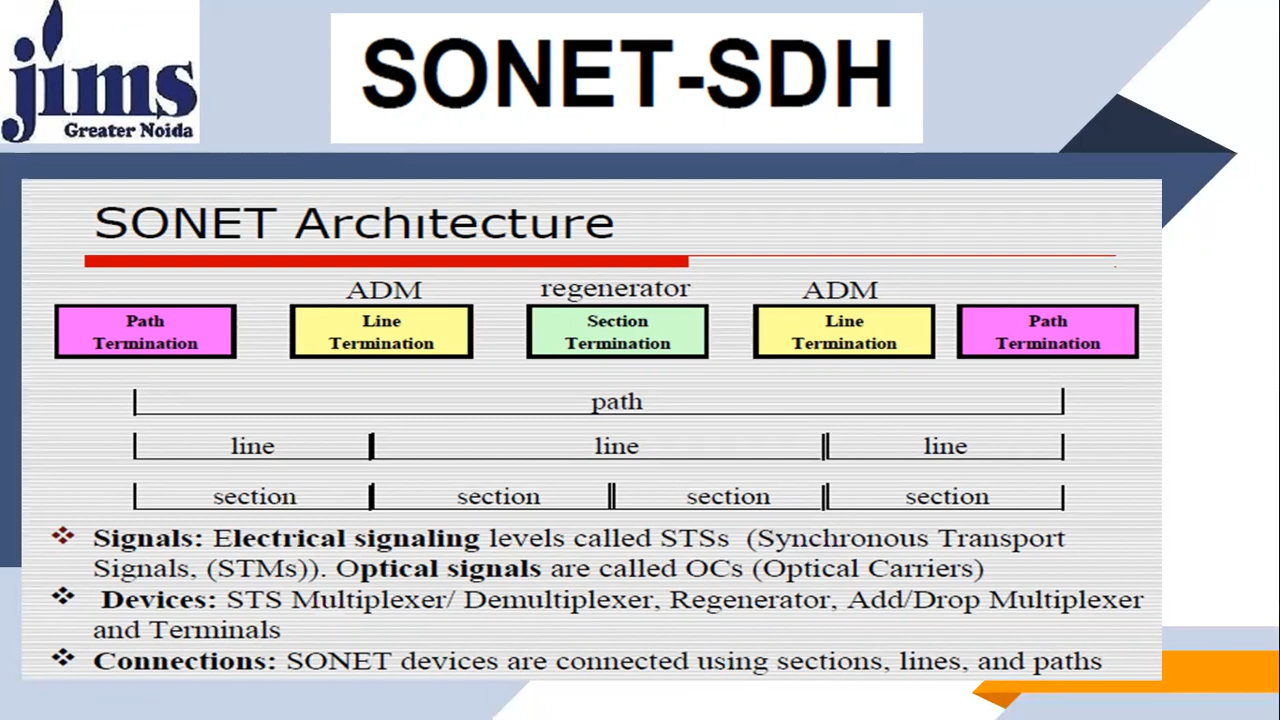 jims
Greater Noida
SONET-SDH
SONET Architecture
ADM
regenerator
ADM
Path
Termination
Line
Termination
Section
Termination
Line
Termination
Path
Termination
path
line
line
line
section
section
section
section
❖ Signals: Electrical signaling levels called STSs (Synchronous Transport
Signals, (STMs)). Optical signals are called OCs (Optical Carriers)
❖ Devices: STS Multiplexer/ Demultiplexer, Regenerator, Add/Drop Multiplexer
and Terminals
❖ Connections: SONET devices are connected using sections, lines, and paths